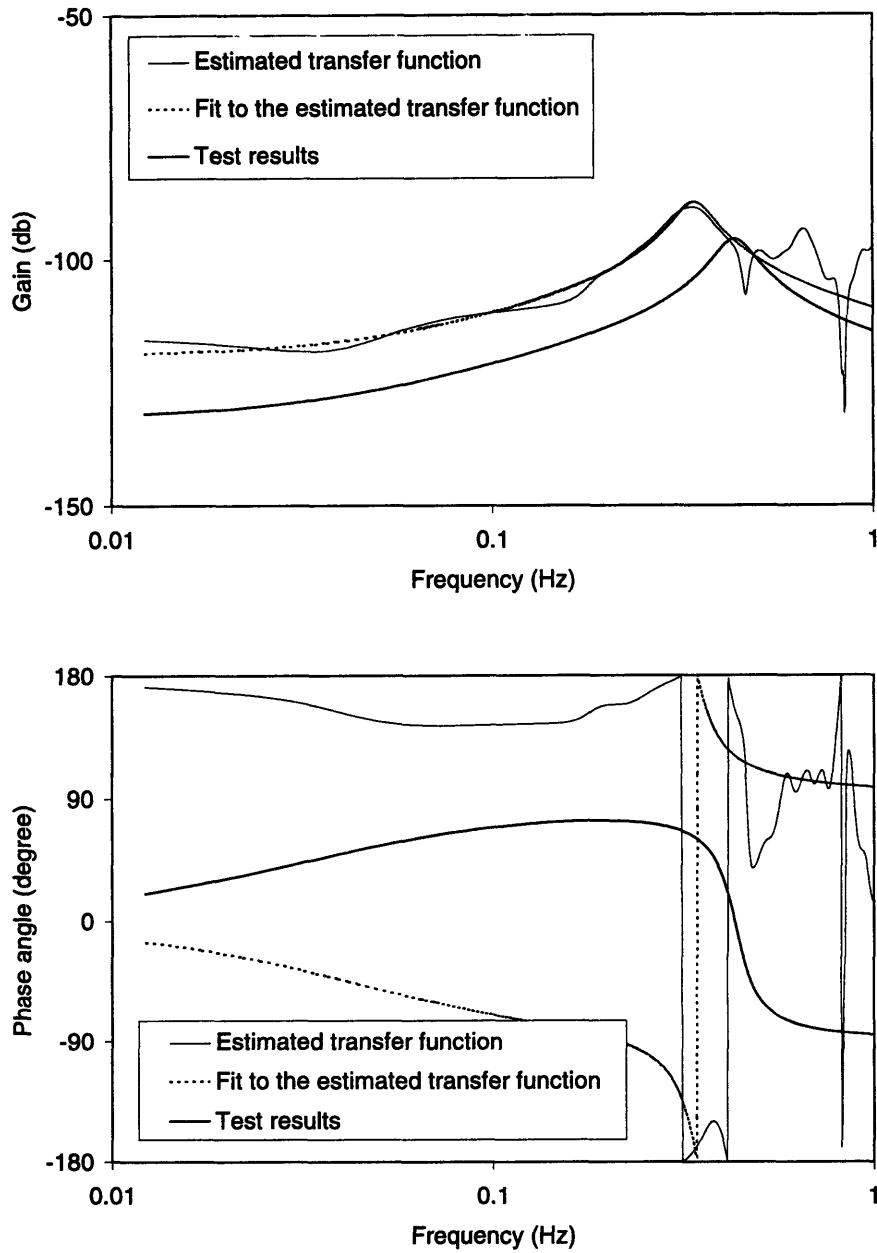 -50
Estimated transfer function
Fit to the estimated transfer function
Test results
Gain (db)
-100
-150
0.01
0.1
1
Frequency (Hz)
180
90
0
-90
-180
Phase angle (degree)
Estimated transfer function
Fit to the estimated transfer function
Test results
0.01
0.1
1
Frequency (Hz)